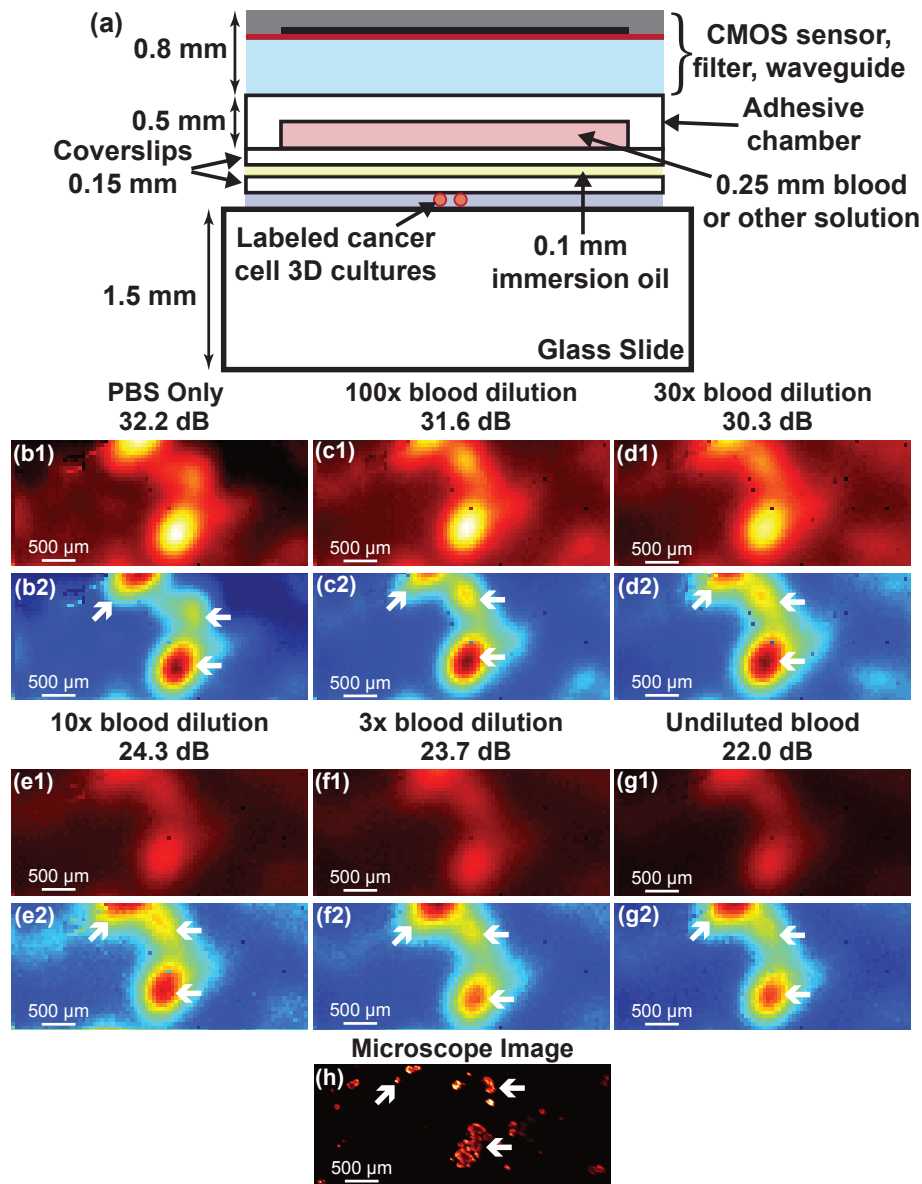 (a)
0.8 mm
CMOS sensor,
filter, waveguide
0.5 mm
Adhesive
chamber
Coverslips
0.15 mm
0.25 mm blood
or other solution
Labeled cancer
cell 3D cultures
0.1 mm
immersion oil
1.5 mm
Glass Slide
PBS Only
32.2 dB
100x blood dilution
31.6 dB
30x blood dilution
30.3 dB
(b1)
500 µm
(c1)
500 µm
(d1)
500 µm
(b2)
500 µm
(c2)
500 µm
(d2)
500 µm
10x blood dilution
24.3 dB
3x blood dilution
23.7 dB
Undiluted blood
22.0 dB
(e1)
500 µm
(f1)
500 µm
(g1)
500 µm
(e2)
500 µm
(f2)
500 µm
(g2)
500 µm
Microscope Image
(h)
500 µm